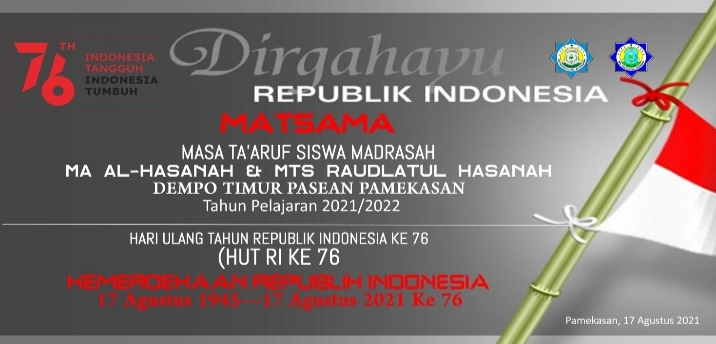 76
TH
INDONESIA
TANGGUH
INDONESIA
TUMBUH
Dirgahayu
REPUBLIK INDONESIA
MATSAMA
MASA TA'ARUF SISWA MADRASAH
MA AL-HASANAH & MTS RAUDLATUL HASANAH
DEMPO TIMUR PASEAN PAMEKASAN
Tahun Pelajaran 2021/2022
HARI ULANG TAHUN REPUBLIK INDONESIA KE 76
(HUT RI KE 76
KEMERDEKAAN REPUBLIK INDONESIA
17 Agustus 1945—17 Agustus 2021 Ke 76
Pamekasan, 17 Agustus 2021